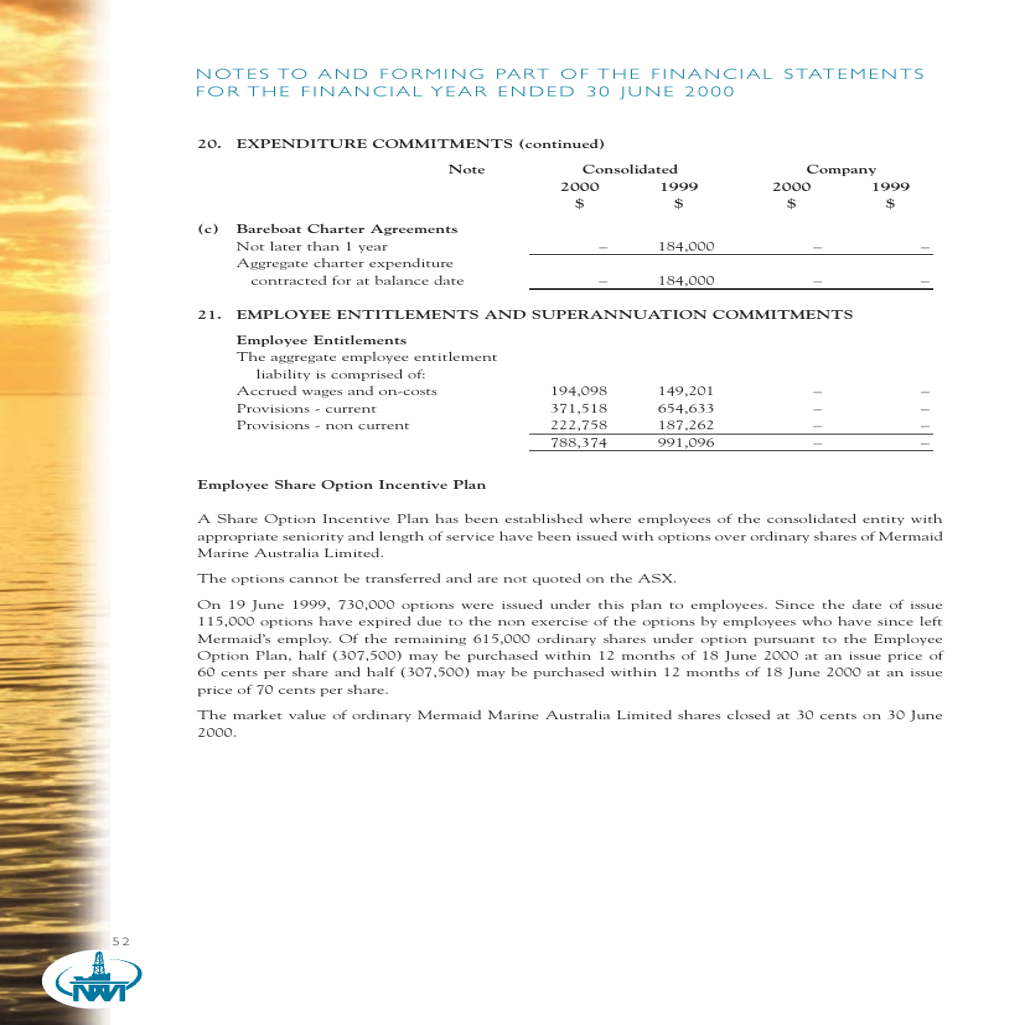 NOTES TO AND FORMING PART OF THE FINANCIAL STATEMENTS
FOR THE FINANCIAL YEAR ENDED 30 JUNE 2000
20. EXPENDITURE COMMITMENTS (continued)
Note Consolidated Company
2000 1999 2000 1999
$ $ $ $
(c) Bareboat Charter Agreements
Not later than 1 year – 184,000 – –
Aggregate charter expenditure
contracted for at balance date – 184,000 – –
21. EMPLOYEE ENTITLEMENTS AND SUPERANNUATION COMMITMENTS
Employee Entitlements
The aggregate employee entitlement
liability is comprised of:
Accrued wages and on-costs 194,098 149,201 – –
Provisions - current 371,518 654,633 – –
Provisions - non current 222,758 187,262 – –
788,374 991,096 – –
Employee Share Option Incentive Plan
A Share Option Incentive Plan has been established where employees of the consolidated entity with
appropriate seniority and length of service have been issued with options over ordinary shares of Mermaid
Marine Australia Limited.
The options cannot be transferred and are not quoted on the ASX.
On 19 June 1999, 730,000 options were issued under this plan to employees. Since the date of issue
115,000 options have expired due to the non exercise of the options by employees who have since left
Mermaid's employ. Of the remaining 615,000 ordinary shares under option pursuant to the Employee
Option Plan, half (307,500) may be purchased within 12 months of 18 June 2000 at an issue price of
60 cents per share and half (307,500) may be purchased within 12 months of 18 June 2000 at an issue
price of 70 cents per share.
The market value of ordinary Mermaid Marine Australia Limited shares closed at 30 cents on 30 June
2000.
52